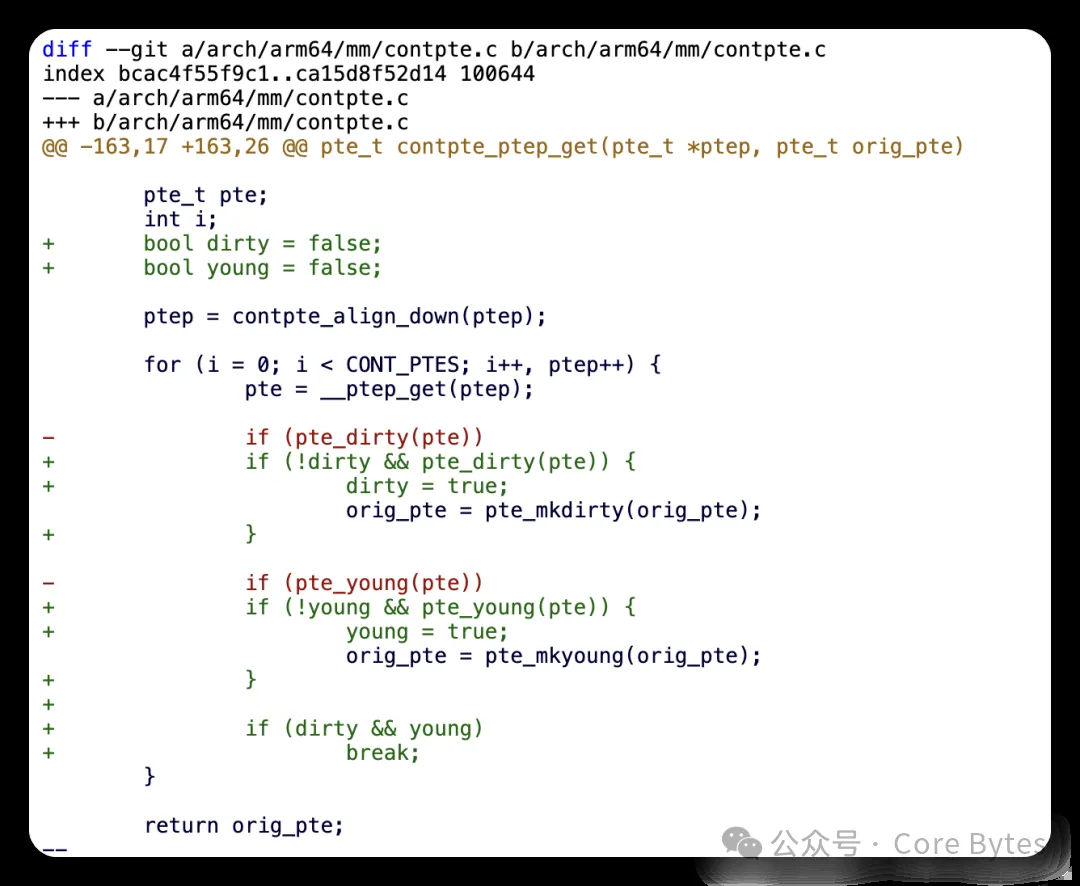 diff --git a/arch/arm64/mm/contpte.c b/arch/arm64/mm/contpte.c
index bcac4f55f9c1..ca15d8f52d14 100644
--- a/arch/arm64/mm/contpte.c
+++ b/arch/arm64/mm/contpte.c
@@ -163,17 +163,26 @@ pte_t contpte_ptep_get(pte_t *ptep, pte_t orig_pte)
        pte_t pte;
        int i;
+       bool dirty = false;
+       bool young = false;
        ptep = contpte_align_down(ptep);
        for (i = 0; i < CONT_PTES; i++, ptep++) {
                pte = __ptep_get(ptep);
-               if (pte_dirty(pte))
+               if (!dirty && pte_dirty(pte)) {
+                       dirty = true;
                        orig_pte = pte_mkdirty(orig_pte);
+               }
-               if (pte_young(pte))
+               if (!young && pte_young(pte)) {
+                       young = true;
                        orig_pte = pte_mkyoung(orig_pte);
+               }
+
+               if (dirty && young)
+                       break;
        }
        return orig_pte;
--
公众号 · Core Bytes